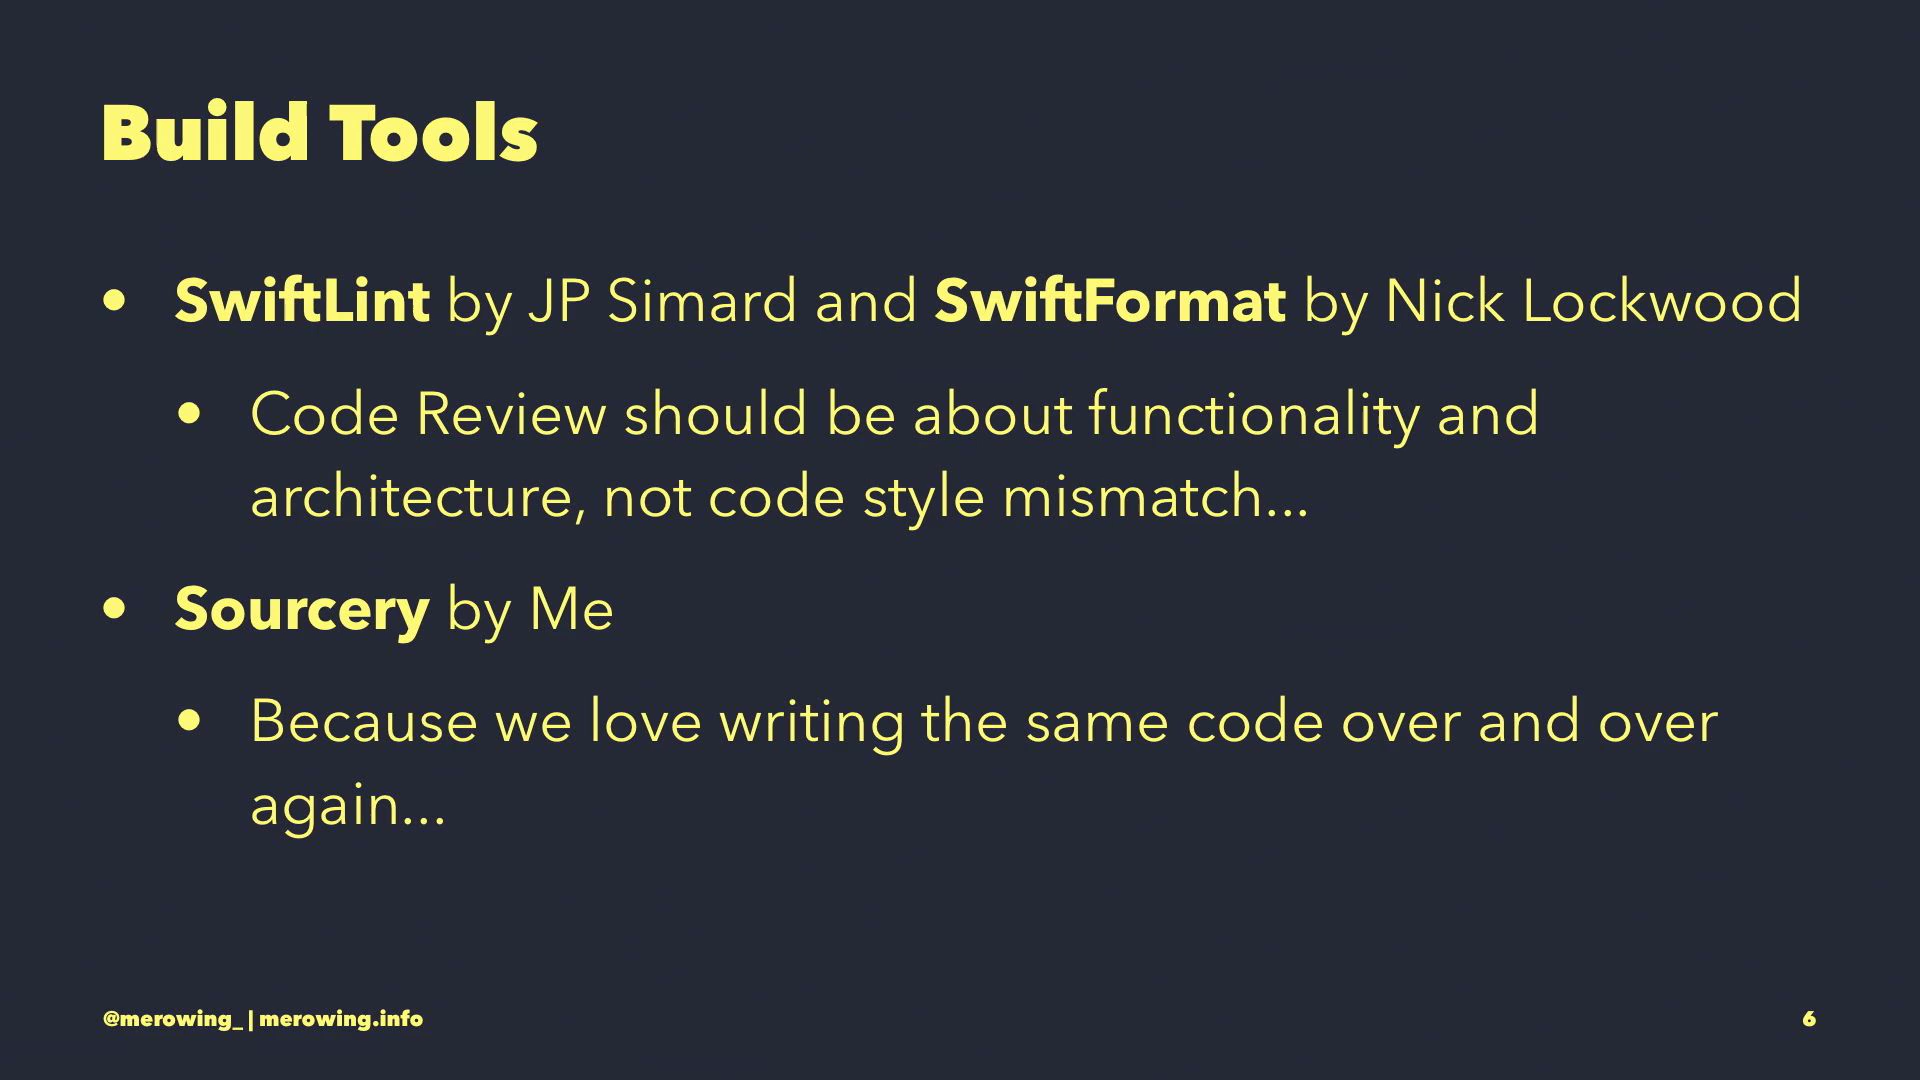 Build Tools
• SwiftLint by JP Simard and SwiftFormat by Nick Lockwood
• Code Review should be about functionality and
architecture, not code style mismatch...
• Sourcery by Me
• Because we love writing the same code over and over
again...
@merowing_ | merowing.info
6